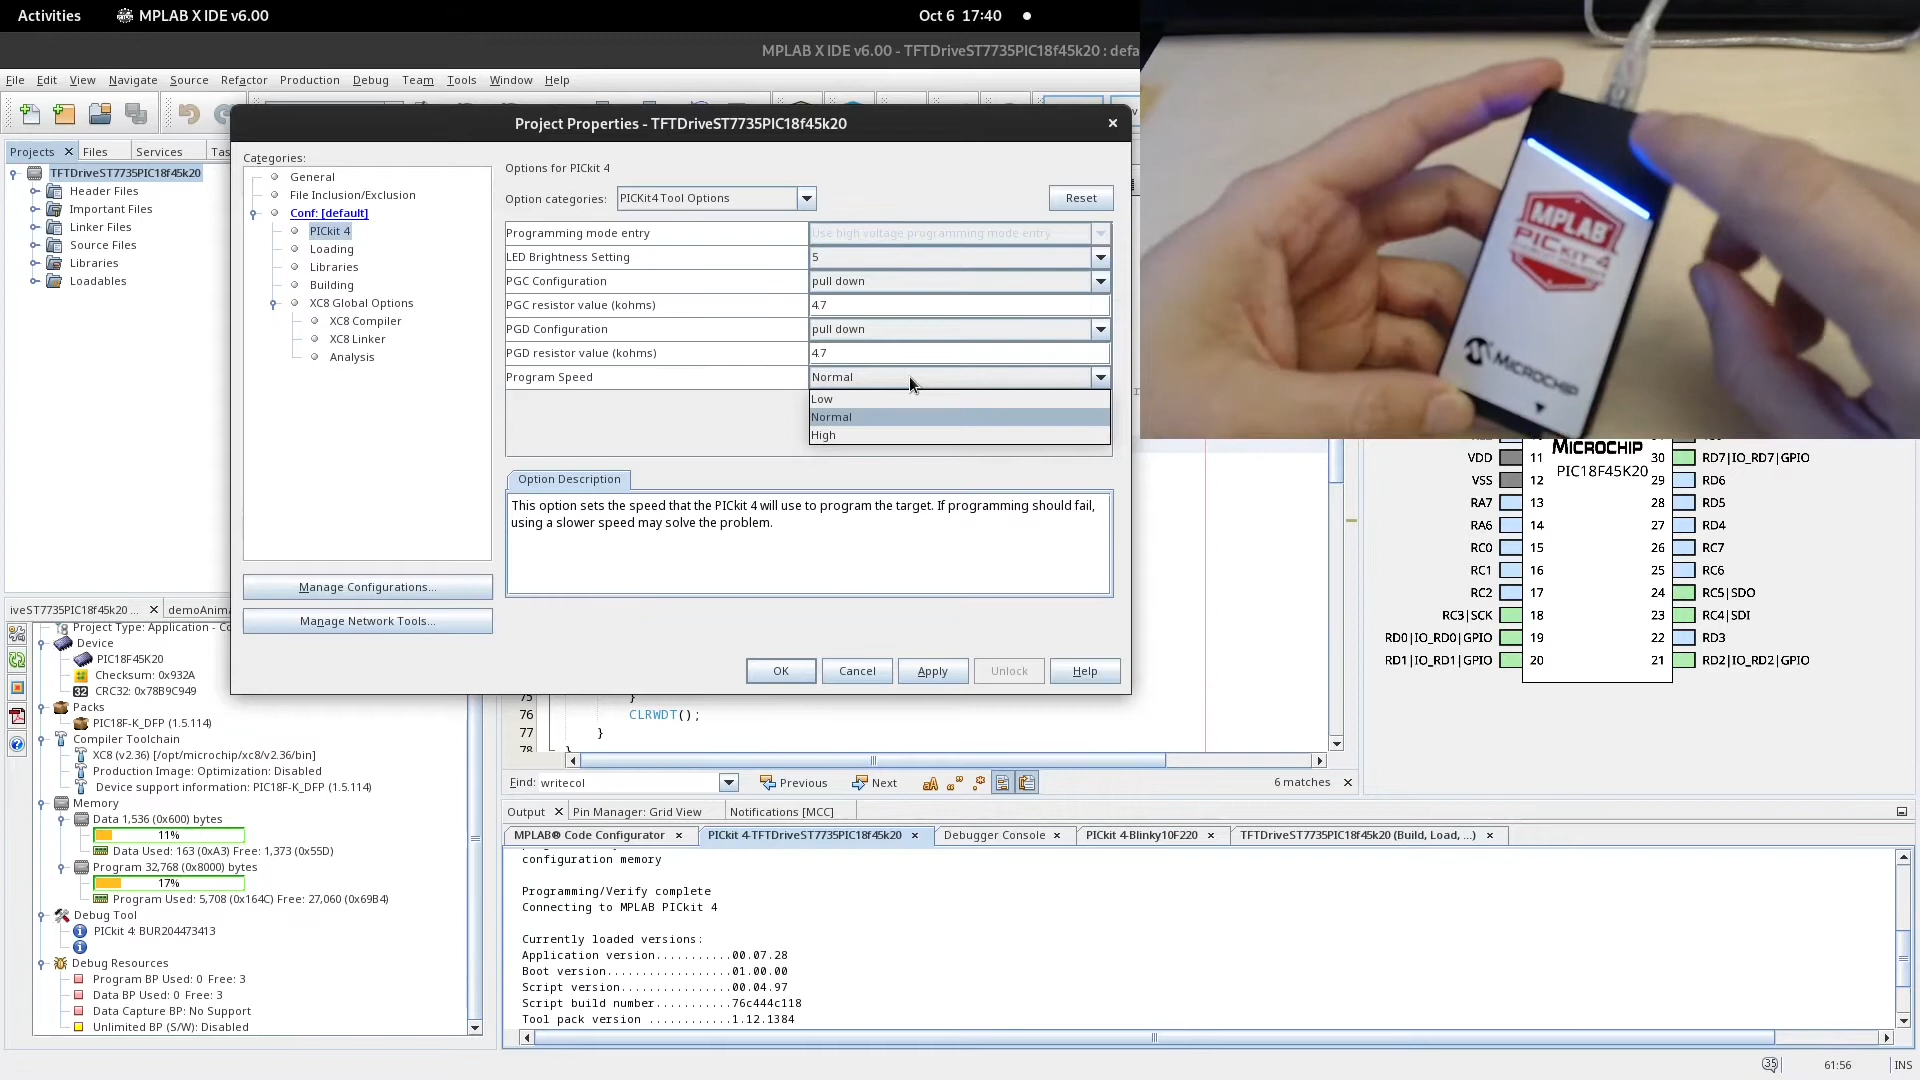 Activities
MPLAB X IDE v6.00
Oct 6 17:40
MPLAB X IDE v6.00 - TFTDriveST7735PIC18f45k20 : defa
File Edit View Navigate Source Refactor Production Debug Team Tools Window Help
Projects Files Services Tas
TFTDriveST7735PIC18f45k20
Header Files
Important Files
Linker Files
Source Files
Libraries
Loadables
Project Properties - TFTDriveST7735PIC18f45k20
Categories:
General
File Inclusion/Exclusion
Conf: [default]
PICkit 4
Loading
Libraries
Building
XC8 Global Options
XC8 Compiler
XC8 Linker
Analysis
Manage Configurations...
Manage Network Tools...
Options for PICkit 4
Option categories: PICKit4 Tool Options
Reset
Programming mode entry Use high voltage programming mode entry
LED Brightness Setting 5
PGC Configuration pull down
PGC resistor value (kohms) 4.7
PGD Configuration pull down
PGD resistor value (kohms) 4.7
Program Speed Normal
Low
Normal
High
Option Description
This option sets the speed that the PICkit 4 will use to program the target. If programming should fail,
using a slower speed may solve the problem.
OK Cancel Apply Unlock Help
MPLAB
PICKIT 4
MICROCHIP
MICROCHIP
PIC18F45K20
VDD 11 30 RD7|IO_RD7|GPIO
VSS 12 29 RD6
RA7 13 28 RD5
RA6 14 27 RD4
RC0 15 26 RC7
RC1 16 25 RC6
RC2 17 24 RC5|SDO
RC3|SCK 18 23 RC4|SDI
RD0|IO_RD0|GPIO 19 22 RD3
RD1|IO_RD1|GPIO 20 21 RD2|IO_RD2|GPIO
iveST7735PIC18f45k20 ... demoAnima
Project Type: Application - Co
Device
PIC18F45K20
Checksum: 0x932A
CRC32: 0x78B9C949
Packs
PIC18F-K_DFP (1.5.114)
Compiler Toolchain
XC8 (v2.36) [/opt/microchip/xc8/v2.36/bin]
Production Image: Optimization: Disabled
Device support information: PIC18F-K_DFP (1.5.114)
Memory
Data 1,536 (0x600) bytes
11%
Data Used: 163 (0xA3) Free: 1,373 (0x55D)
Program 32,768 (0x8000) bytes
17%
Program Used: 5,708 (0x164C) Free: 27,060 (0x69B4)
Debug Tool
PICkit 4: BUR204473413
Debug Resources
Program BP Used: 0 Free: 3
Data BP Used: 0 Free: 3
Data Capture BP: No Support
Unlimited BP (S/W): Disabled
75 }
76 CLRWDT();
77 }
78 }
Find: writecol Previous Next 6 matches
Output Pin Manager: Grid View Notifications [MCC]
MPLAB® Code Configurator PICkit 4-TFTDriveST7735PIC18f45k20 Debugger Console PICkit 4-Blinky10F220 TFTDriveST7735PIC18f45k20 (Build, Load, ...)
configuration memory
Programming/Verify complete
Connecting to MPLAB PICkit 4
Currently loaded versions:
Application version...........00.07.28
Boot version..................01.00.00
Script version................00.04.97
Script build number...........76c444c118
Tool pack version ............1.12.1384
35 61:56 INS